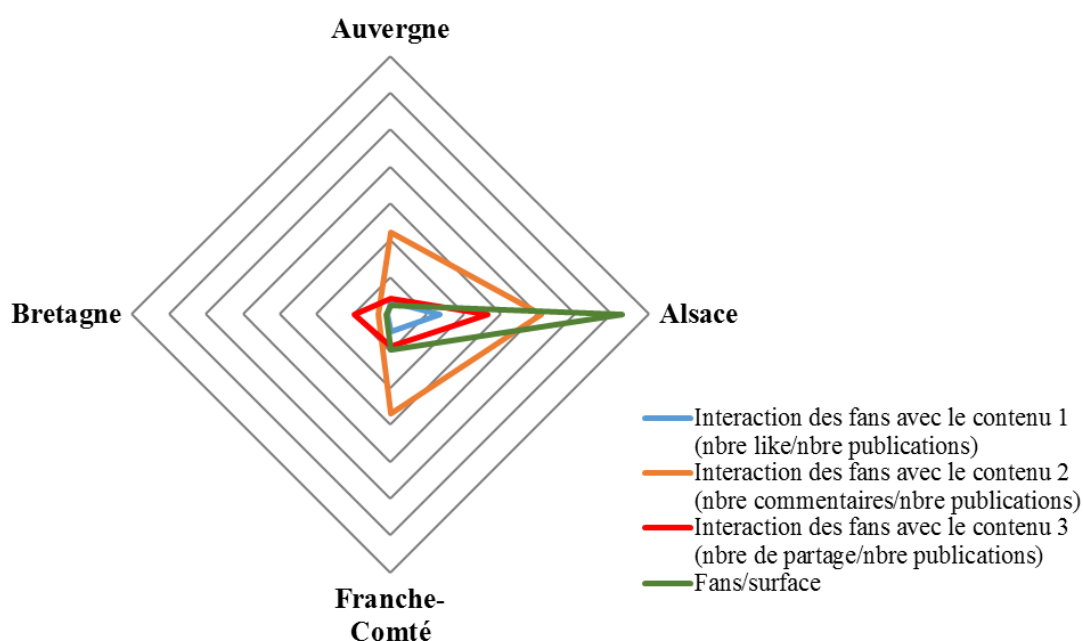 Auvergne
Bretagne
Alsace
Interaction des fans avec le contenu 1
(nbre like/nbre publications)
Interaction des fans avec le contenu 2
(nbre commentaires/nbre publications)
Interaction des fans avec le contenu 3
(nbre de partage/nbre publications)
Fans/surface
Franche-
Comté